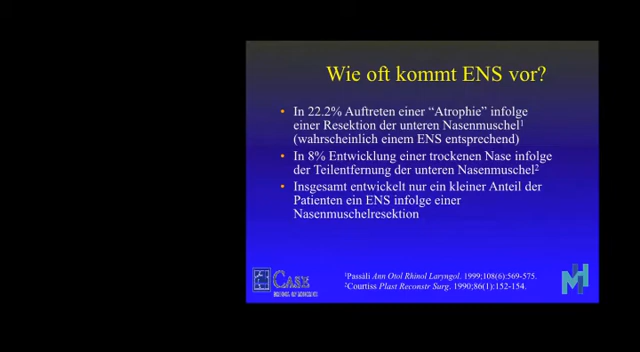 Wie oft kommt ENS vor?
• In 22.2% Auftreten einer “Atrophie” infolge
einer Resektion der unteren Nasenmuschel¹
(wahrscheinlich einem ENS entsprechend)
• In 8% Entwicklung einer trockenen Nase infolge
der Teilentfernung der unteren Nasenmuschel²
• Insgesamt entwickelt nur ein kleiner Anteil der
Patienten ein ENS infolge einer
Nasenmuschelresektion
¹Passàli Ann Otol Rhinol Laryngol. 1999;108(6):569-575.
²Courtiss Plast Reconstr Surg. 1990;86(1):152-154.
CASE